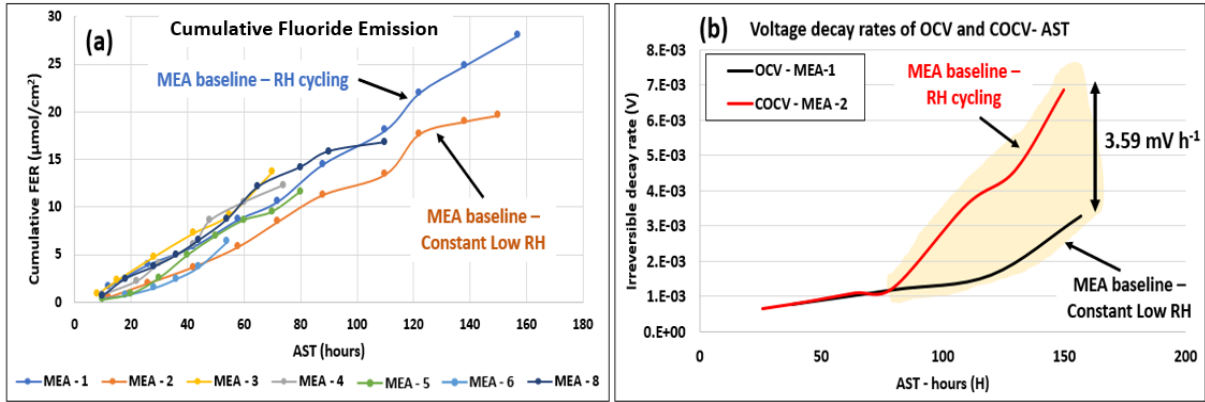 (a)
Cumulative Fluoride Emission
MEA baseline – RH cycling
MEA baseline –
Constant Low RH
Cumulative FER (µmol/cm²)
30
25
20
15
10
5
0
0 20 40 60 80 100 120 140 160 180
AST (hours)
MEA - 1 MEA - 2 MEA - 3 MEA - 4 MEA - 5 MEA - 6 MEA - 8
(b)
Voltage decay rates of OCV and COCV- AST
OCV - MEA-1
COCV - MEA -2
MEA baseline –
RH cycling
3.59 mV h⁻¹
MEA baseline –
Constant Low RH
Irreversible decay rate (V)
8.E-03
7.E-03
6.E-03
5.E-03
4.E-03
3.E-03
2.E-03
1.E-03
0.E+00
0 50 100 150 200
AST - hours (H)